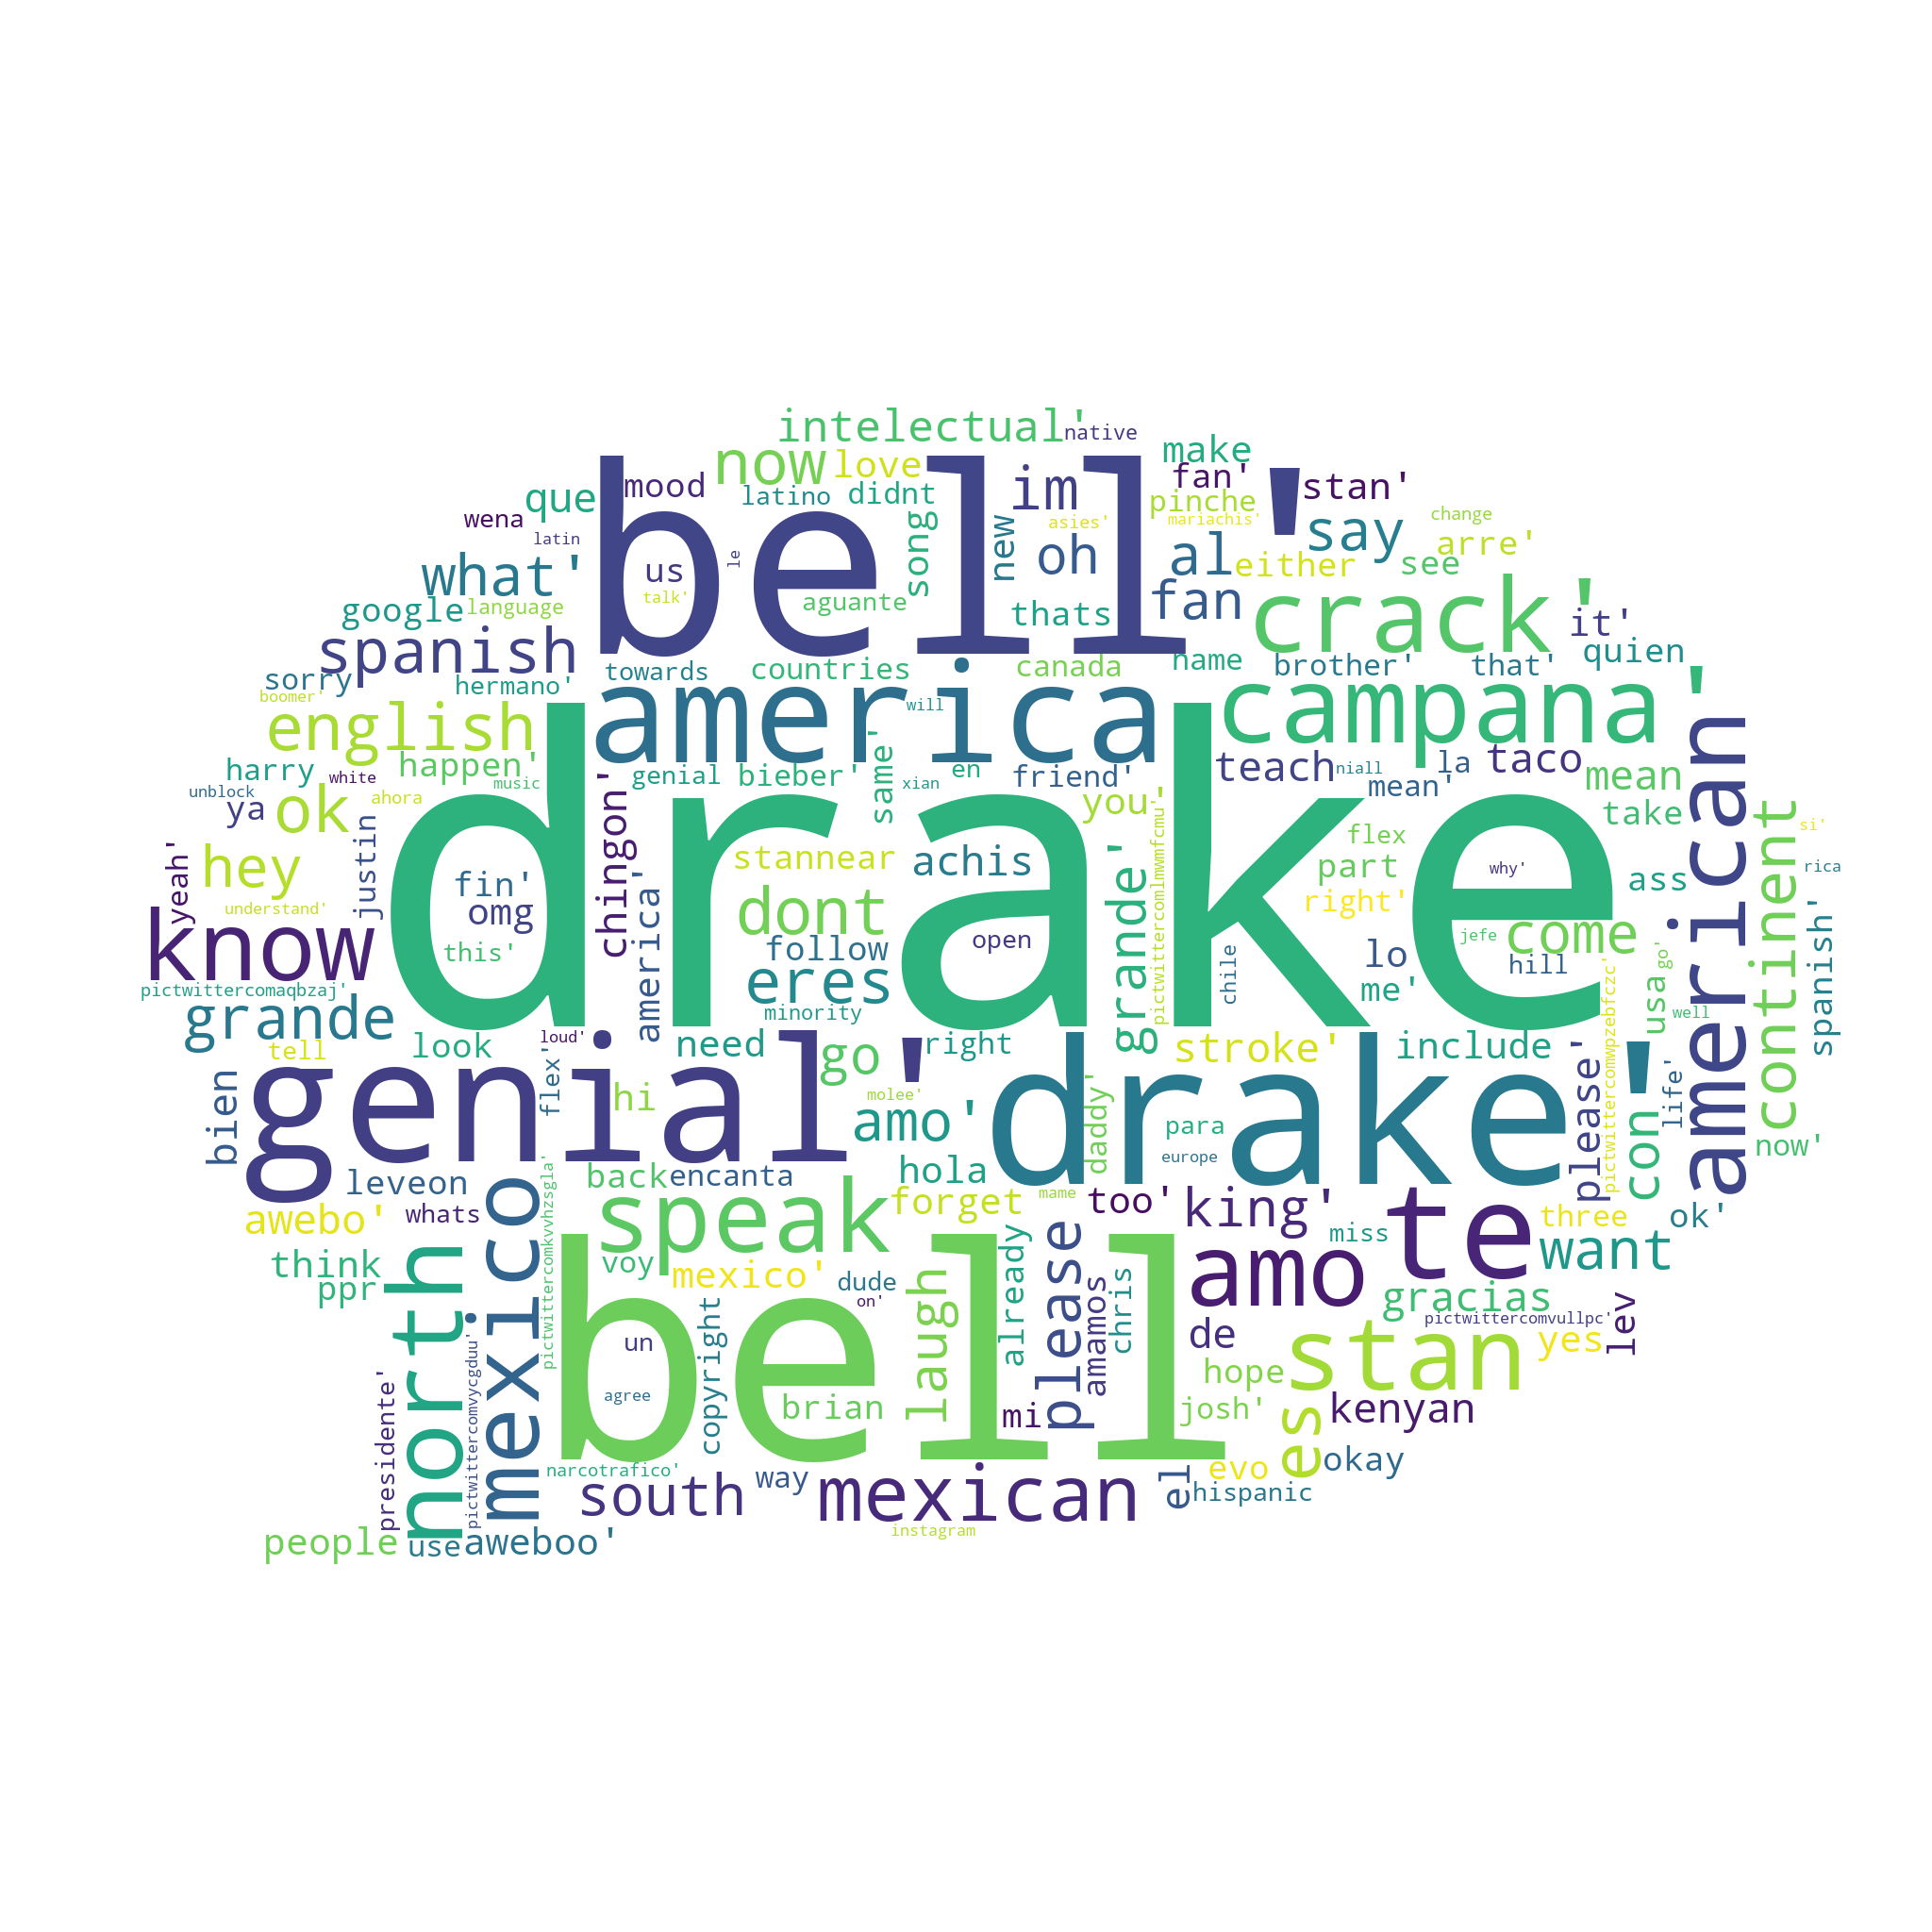 intelectual'
native
now
love
make
bell'
im
fan'
stan'
que
mood
latino
didnt
pinche
wena
latin
le
song
new
asies'
mariachis'
say
change
oh
al
arre'
what'
us
either
see
fan
crack'
talk'
aguante
thats
google
language
it'
spanish
quien
sorry
towards
countries
canada
name
brother'
that'
hermano'
boomer'
america
will
campana'
american'
english
harry
white
happen'
music
genial
bieber'
same'
xian
en
friend'
teach
niall
mean'
la
taco
mean
unblock
ya
ok
ahora
drake
chingon'
you
take
continent
si'
hey
justin
yeah'
stannear
achis
grande'
pictwittercomlmwmfcmu'
flex
part
why'
ass
rica
fin'
omg
understand'
america'
dont
right'
spanish'
know
this'
follow
open
chile
lo
jefe
come
hill
go'
usa
pictwittercomaqbzaj'
eres
me'
pictwittercomwpzebfczc'
grande
minority
well
tell
look
loud'
need
go
right
stroke'
include
con'
bien
genial'
flex'
hi
molee'
drake'
please'
life'
amo'
daddy'
para
europe
now'
leveon
pictwittercomkvvhzsgla'
back
encanta
hola
awebo'
whats
mexico
speak
forget
mame
too'
king'
te
three
ok'
think
voy
mexico'
dude
already
please
amo
miss
want
ppr
north
on'
bell
laugh
amamos
chris
gracias
pictwittercomvullpc'
lev
un
copyright
de
stan
yes
pictwittercomvycgduu'
agree
brian
mi
hope
josh'
es
kenyan
presidente'
narcotrafico'
south
way
mexican
el
evo
hispanic
okay
people
use
aweboo'
instagram